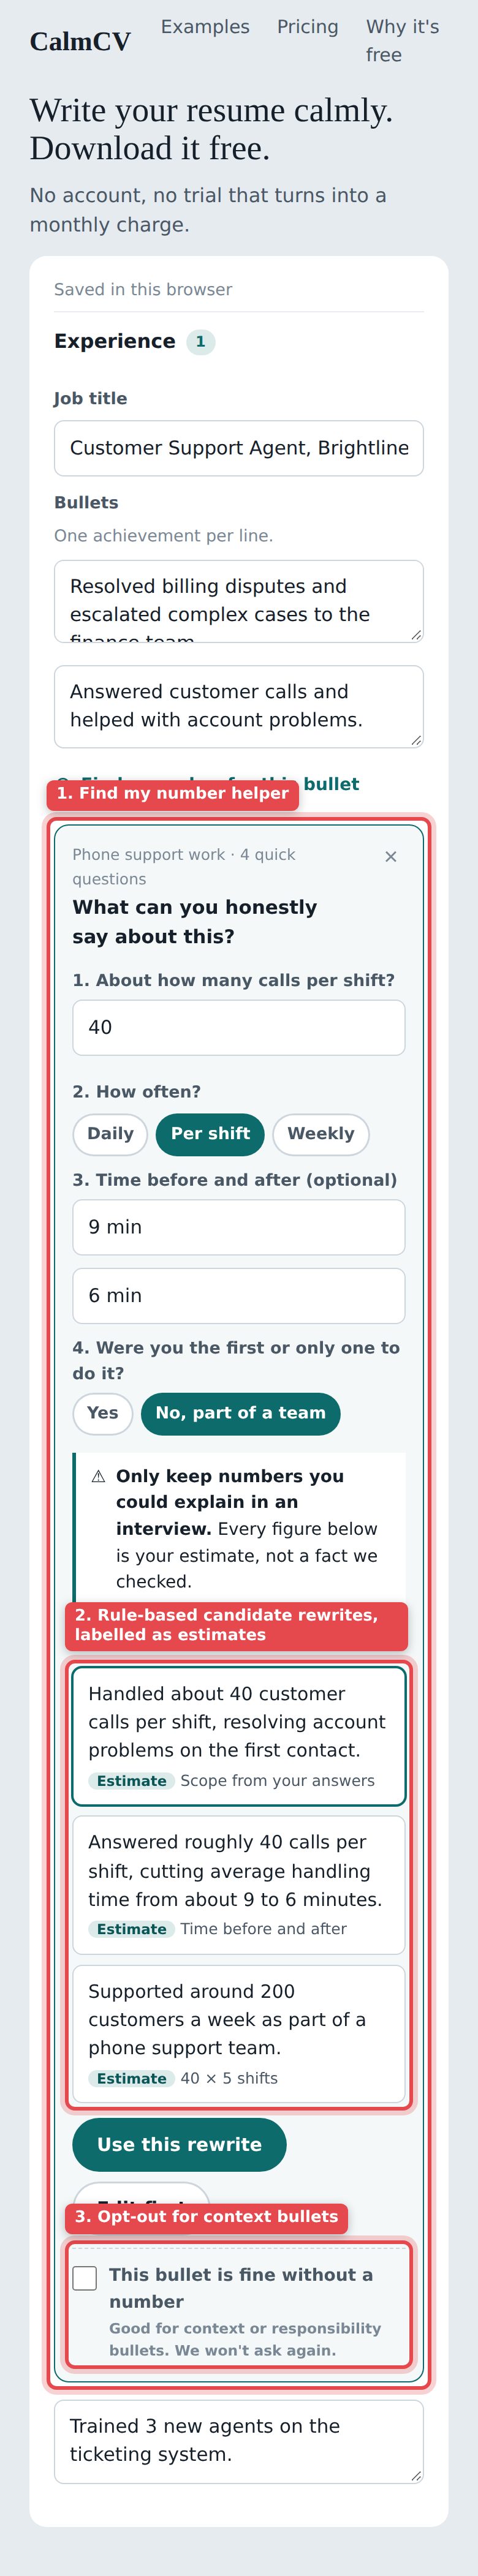 CalmCV
Examples
Pricing
Why it's
free
Write your resume calmly.
Download it free.
No account, no trial that turns into a
monthly charge.
Saved in this browser
Experience 1
Job title
Customer Support Agent, Brightline
Bullets
One achievement per line.
Resolved billing disputes and
escalated complex cases to the
finance team
Answered customer calls and
helped with account problems.
bullet
1. Find my number helper
Phone support work · 4 quick
questions
✕
What can you honestly
say about this?
1. About how many calls per shift?
40
2. How often?
Daily
Per shift
Weekly
3. Time before and after (optional)
9 min
6 min
4. Were you the first or only one to
do it?
Yes
No, part of a team
⚠ Only keep numbers you
could explain in an
interview. Every figure below
is your estimate, not a fact we
checked.
2. Rule-based candidate rewrites,
labelled as estimates
Handled about 40 customer
calls per shift, resolving account
problems on the first contact.
Estimate Scope from your answers
Answered roughly 40 calls per
shift, cutting average handling
time from about 9 to 6 minutes.
Estimate Time before and after
Supported around 200
customers a week as part of a
phone support team.
Estimate 40 × 5 shifts
Use this rewrite
3. Opt-out for context bullets
This bullet is fine without a
number
Good for context or responsibility
bullets. We won't ask again.
Trained 3 new agents on the
ticketing system.